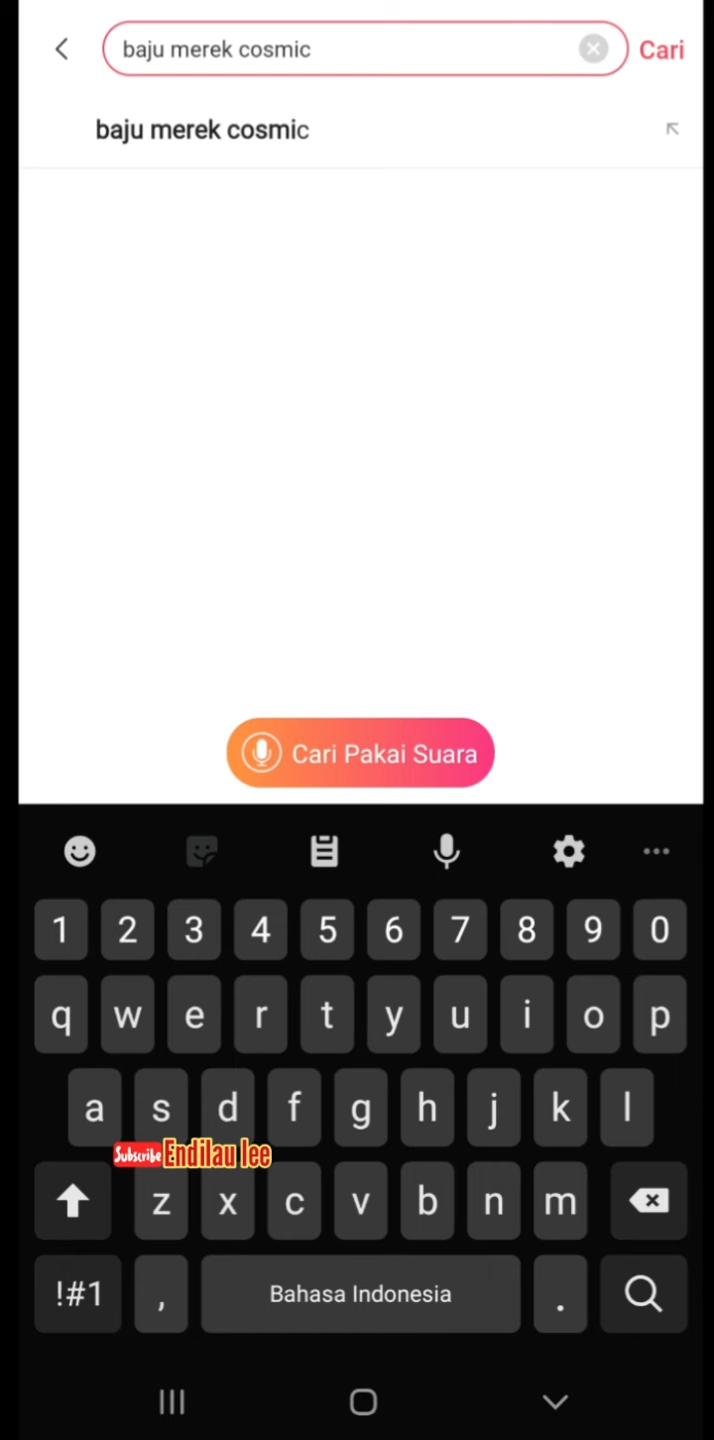 baju merek cosmic
Cari
baju merek cosmic
Cari Pakai Suara
1 2 3 4 5 6 7 8 9 0
q w e r t y u i o p
a s d f g h j k l
Subscribe Endilau lee
z x c v b n m
!#1 , Bahasa Indonesia .